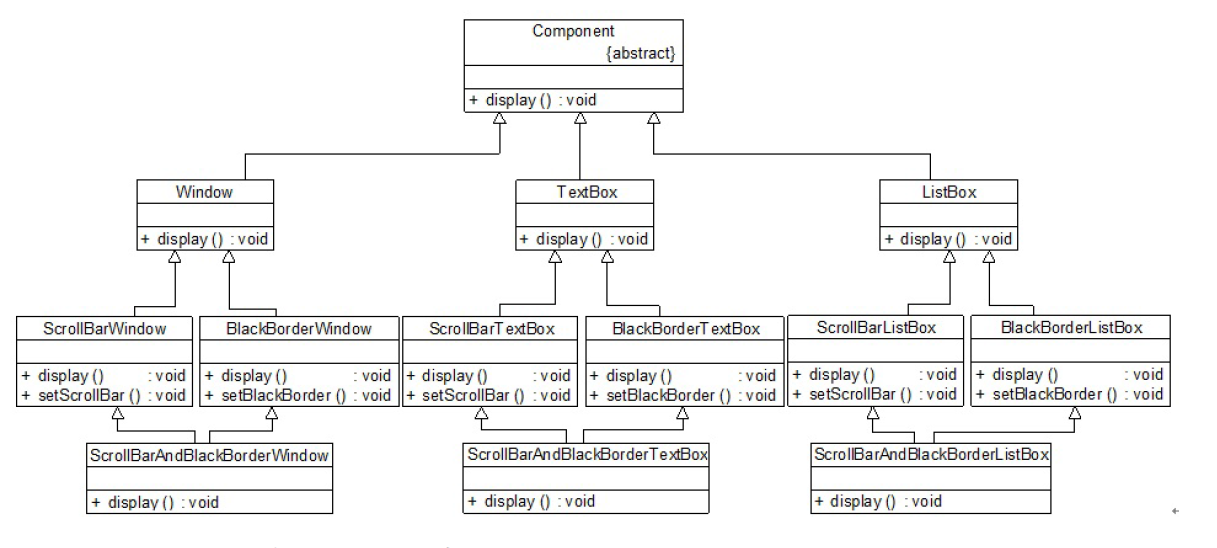 Component
{abstract}
+ display () : void
Window
+ display () : void
TextBox
+ display () : void
ListBox
+ display () : void
ScrollBarWindow
+ display () : void
+ setScrollBar () : void
BlackBorderWindow
+ display () : void
+ setBlackBorder () : void
ScrollBarTextBox
+ display () : void
+ setScrollBar () : void
BlackBorderTextBox
+ display () : void
+ setBlackBorder () : void
ScrollBarListBox
+ display () : void
+ setScrollBar () : void
BlackBorderListBox
+ display () : void
+ setBlackBorder () : void
ScrollBarAndBlackBorderWindow
+ display () : void
ScrollBarAndBlackBorderTextBox
+ display () : void
ScrollBarAndBlackBorderListBox
+ display () : void